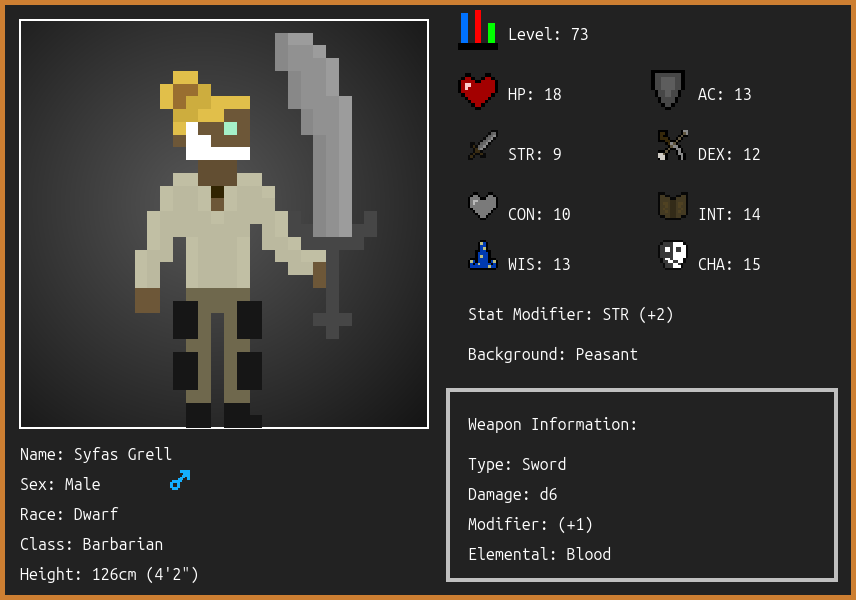 Level: 73
HP: 18
AC: 13
STR: 9
DEX: 12
CON: 10
INT: 14
WIS: 13
CHA: 15
Stat Modifier: STR (+2)
Background: Peasant
Weapon Information:
Type: Sword
Damage: d6
Modifier: (+1)
Elemental: Blood
Name: Syfas Grell
Sex: Male
Race: Dwarf
Class: Barbarian
Height: 126cm (4'2")